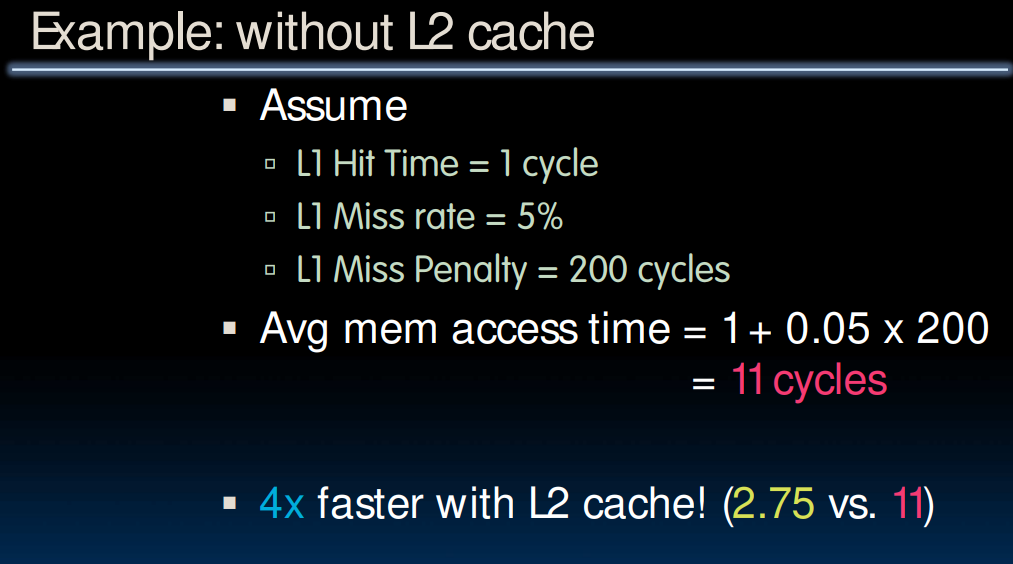 Example: without L2 cache
Assume
L1 Hit Time = 1 cycle
L1 Miss rate = 5%
L1 Miss Penalty = 200 cycles
Avg mem access time = 1 + 0.05 x 200
= 11 cycles
4x faster with L2 cache! (2.75 vs. 11)